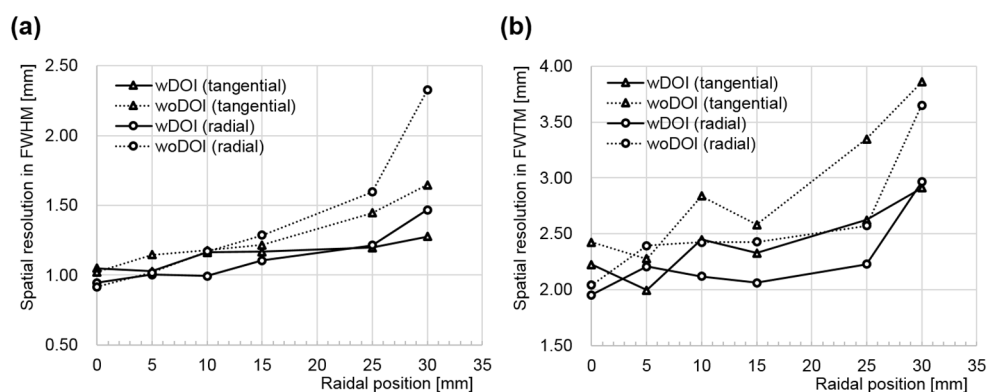 (a)
Spatial resolution in FWHM [mm]
2.50
2.00
1.50
1.00
0.50
wDOI (tangential)
woDOI (tangential)
wDOI (radial)
woDOI (radial)
0 5 10 15 20 25 30 35
Raidal position [mm]
(b)
Spatial resolution in FWTM [mm]
4.00
3.50
3.00
2.50
2.00
1.50
wDOI (tangential)
woDOI (tangential)
wDOI (radial)
woDOI (radial)
0 5 10 15 20 25 30 35
Raidal position [mm]